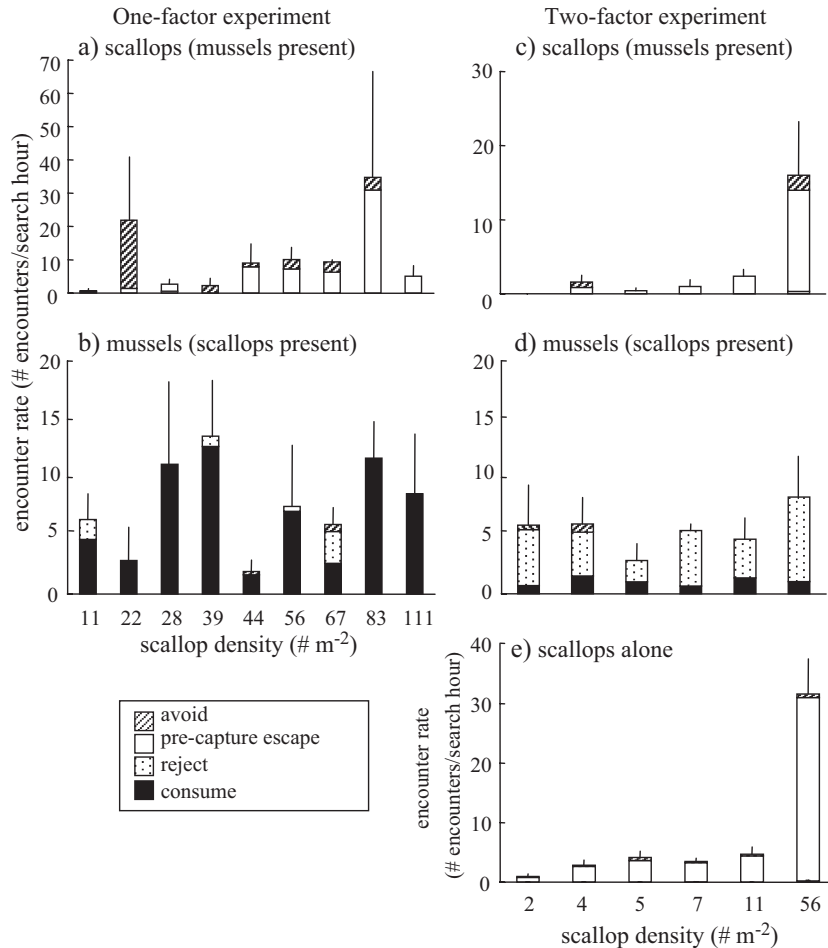 One-factor experiment
a) scallops (mussels present)
70
60
50
40
30
20
10
0
b) mussels (scallops present)
20
15
10
5
0
11 22 28 39 44 56 67 83 111
scallop density (# m-2)
encounter rate (# encounters/search hour)
avoid
pre-capture escape
reject
consume
Two-factor experiment
c) scallops (mussels present)
30
20
10
0
d) mussels (scallops present)
20
15
10
5
0
e) scallops alone
40
30
20
10
0
2 4 5 7 11 56
scallop density (# m-2)
encounter rate
(# encounters/search hour)